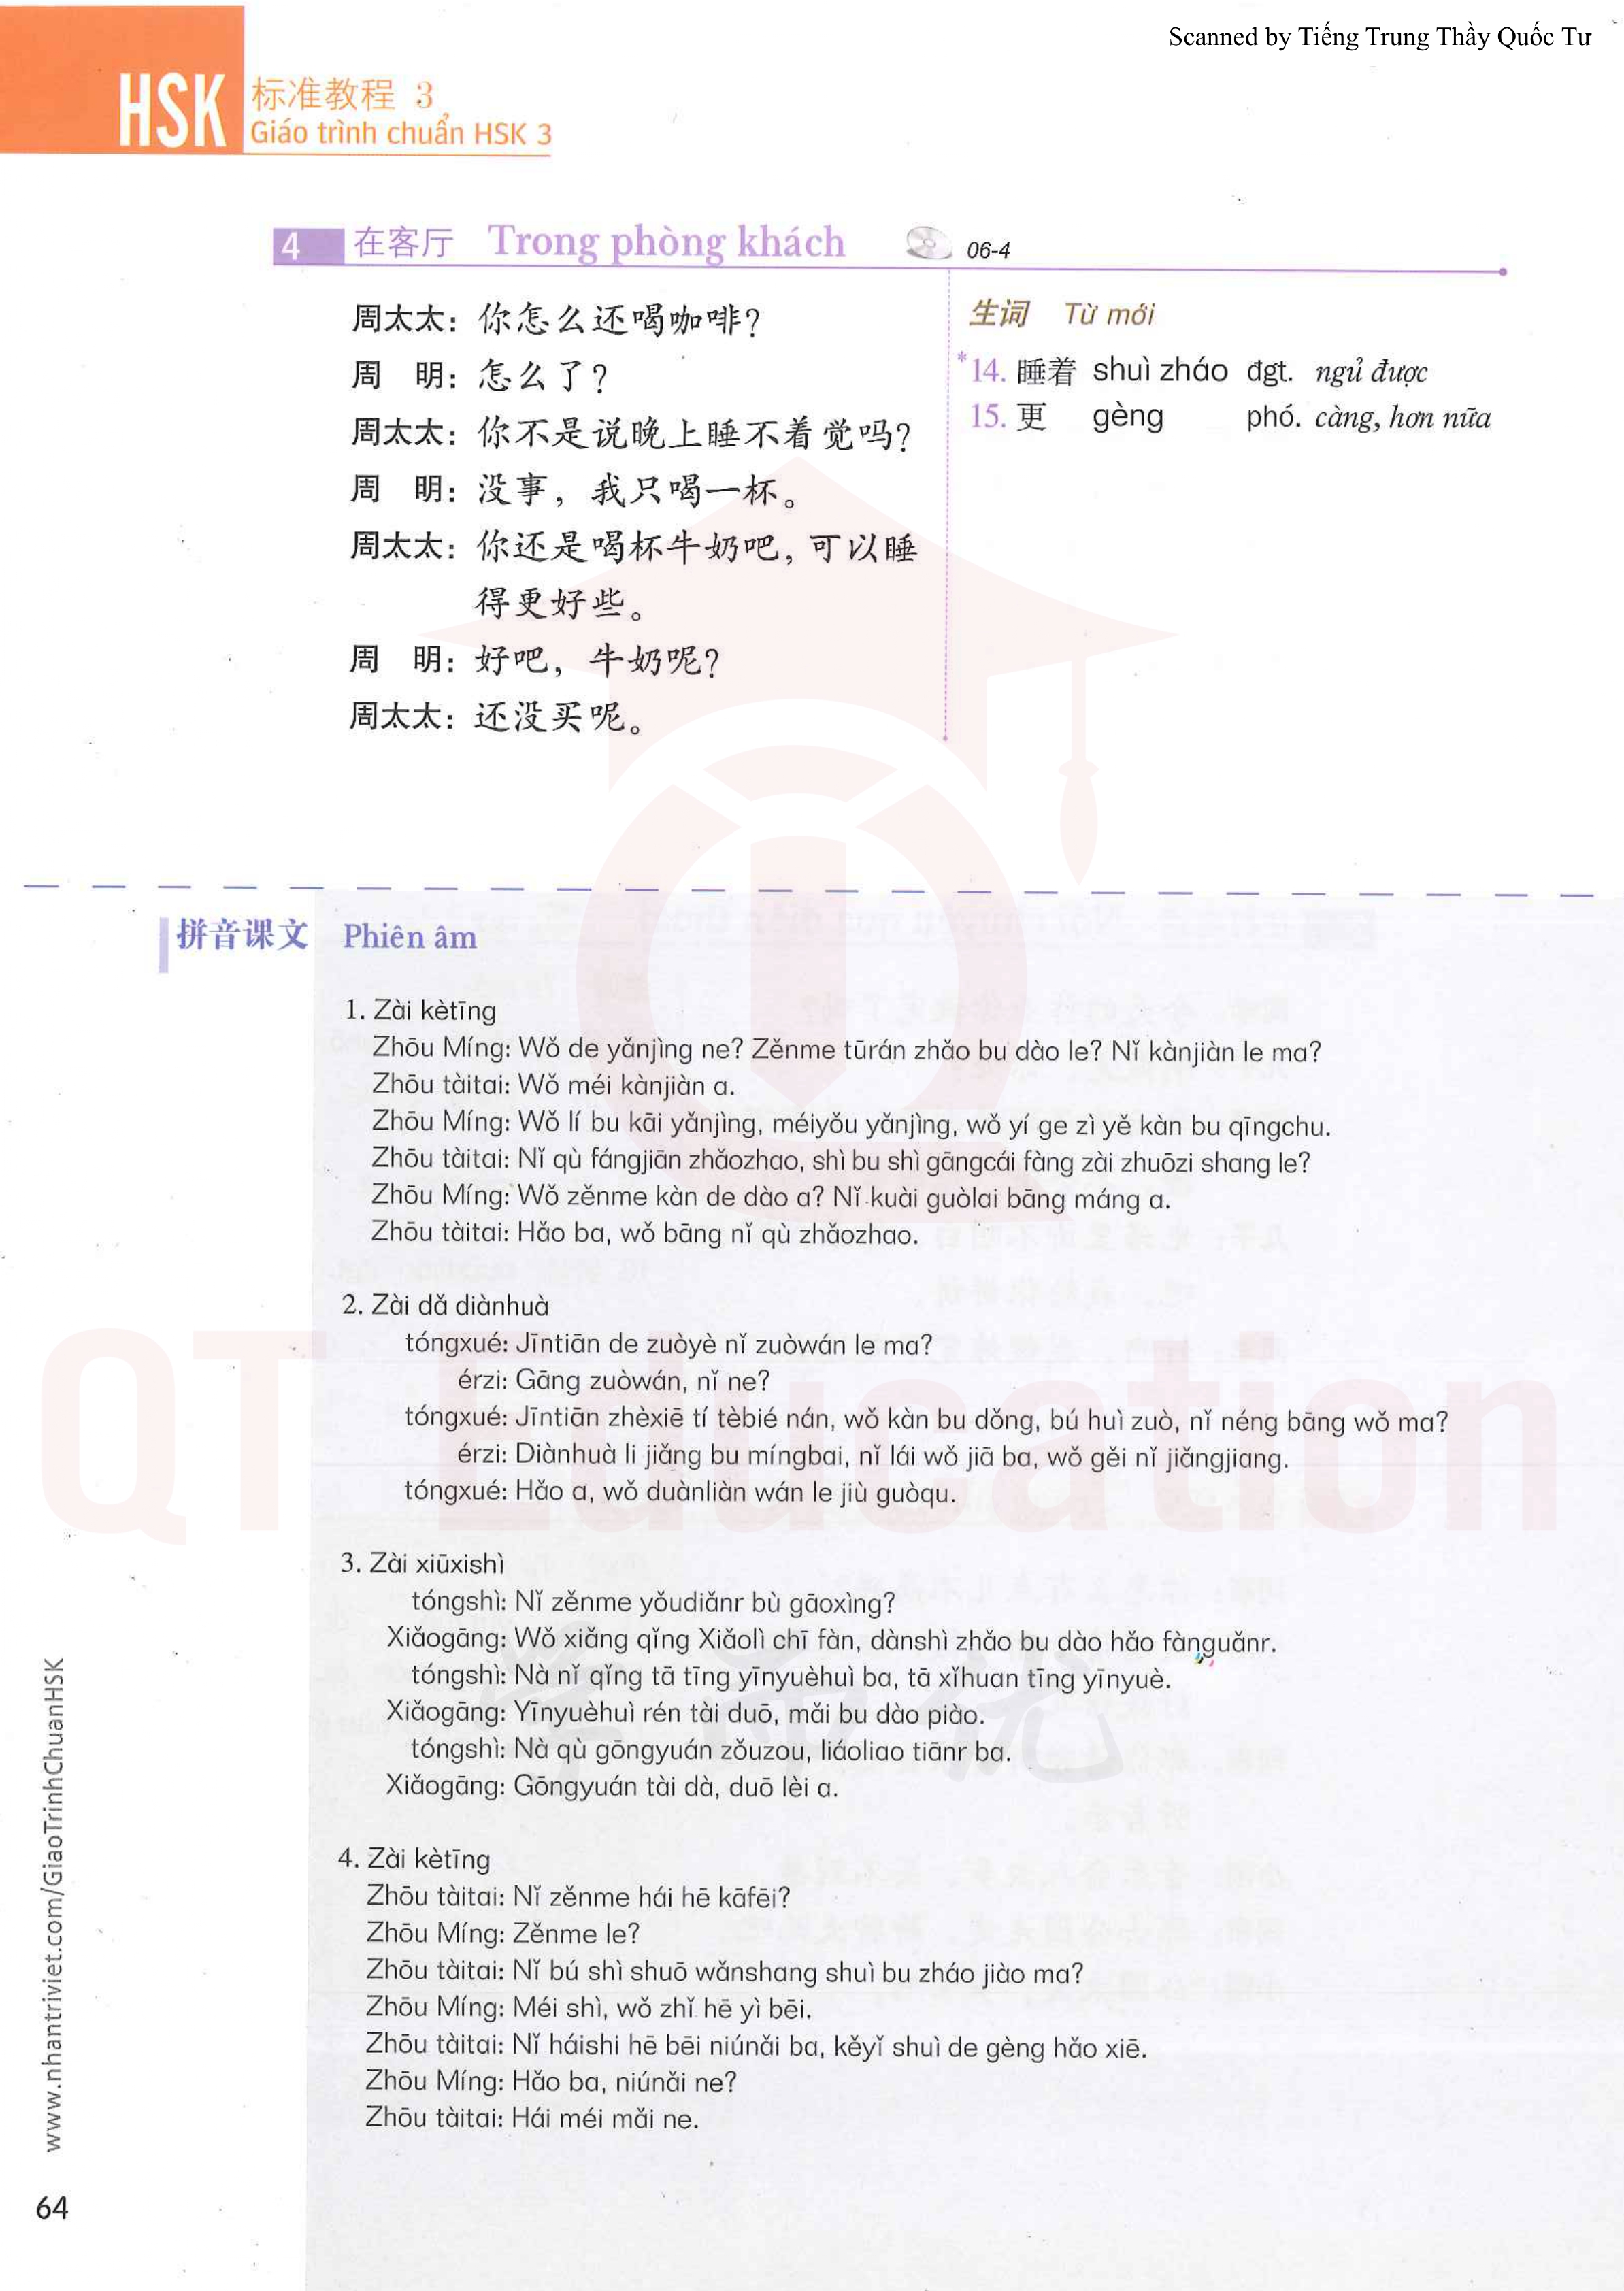 Scanned by Tiếng Trung Thầy Quốc Tư
HSK
标准教程 3
Giáo trình chuẩn HSK 3
4 在客厅 Trong phòng khách 06-4
周太太：你怎么还喝咖啡？
周 明：怎么了？
周太太：你不是说晚上睡不着觉吗？
周 明：没事，我只喝一杯。
周太太：你还是喝杯牛奶吧，可以睡
得更好些。
周 明：好吧，牛奶呢？
周太太：还没买呢。
生词 Từ mới
*14. 睡着 shuì zháo đgt. ngủ được
15. 更 gèng phó. càng, hơn nữa
拼音课文 Phiên âm
1. Zài kètīng
Zhōu Míng: Wǒ de yǎnjìng ne? Zěnme tūrán zhǎo bu dào le? Nǐ kànjiàn le ma?
Zhōu tàitai: Wǒ méi kànjiàn a.
Zhōu Míng: Wǒ lí bu kāi yǎnjìng, méiyǒu yǎnjìng, wǒ yí ge zì yě kàn bu qīngchu.
Zhōu tàitai: Nǐ qù fángjiān zhǎozhao, shì bu shì gāngcái fàng zài zhuōzi shang le?
Zhōu Míng: Wǒ zěnme kàn de dào a? Nǐ kuài guòlai bāng máng a.
Zhōu tàitai: Hǎo ba, wǒ bāng nǐ qù zhǎozhao.
2. Zài dǎ diànhuà
tóngxué: Jīntiān de zuòyè nǐ zuòwán le ma?
érzi: Gāng zuòwán, nǐ ne?
tóngxué: Jīntiān zhèxiē tí tèbié nán, wǒ kàn bu dǒng, bú huì zuò, nǐ néng bāng wǒ ma?
érzi: Diànhuà li jiǎng bu míngbai, nǐ lái wǒ jiā ba, wǒ gěi nǐ jiǎngjiang.
tóngxué: Hǎo a, wǒ duànliàn wán le jiù guòqu.
3. Zài xiūxishì
tóngshì: Nǐ zěnme yǒudiǎnr bù gāoxìng?
Xiǎogāng: Wǒ xiǎng qǐng Xiǎolì chī fàn, dànshì zhǎo bu dào hǎo fànguǎnr.
tóngshì: Nà nǐ qǐng tā tīng yīnyuèhuì ba, tā xǐhuan tīng yīnyuè.
Xiǎogāng: Yīnyuèhuì rén tài duō, mǎi bu dào piào.
tóngshì: Nà qù gōngyuán zǒuzou, liáoliao tiānr ba.
Xiǎogāng: Gōngyuán tài dà, duō lèi a.
4. Zài kètīng
Zhōu tàitai: Nǐ zěnme hái hē kāfēi?
Zhōu Míng: Zěnme le?
Zhōu tàitai: Nǐ bú shì shuō wǎnshang shuì bu zháo jiào ma?
Zhōu Míng: Méi shì, wǒ zhǐ hē yì bēi.
Zhōu tàitai: Nǐ háishi hē bēi niúnǎi ba, kěyǐ shuì de gèng hǎo xiē.
Zhōu Míng: Hǎo ba, niúnǎi ne?
Zhōu tàitai: Hái méi mǎi ne.
QT Education
www.nhantriviet.com/GiaoTrinhChuanHSK
64